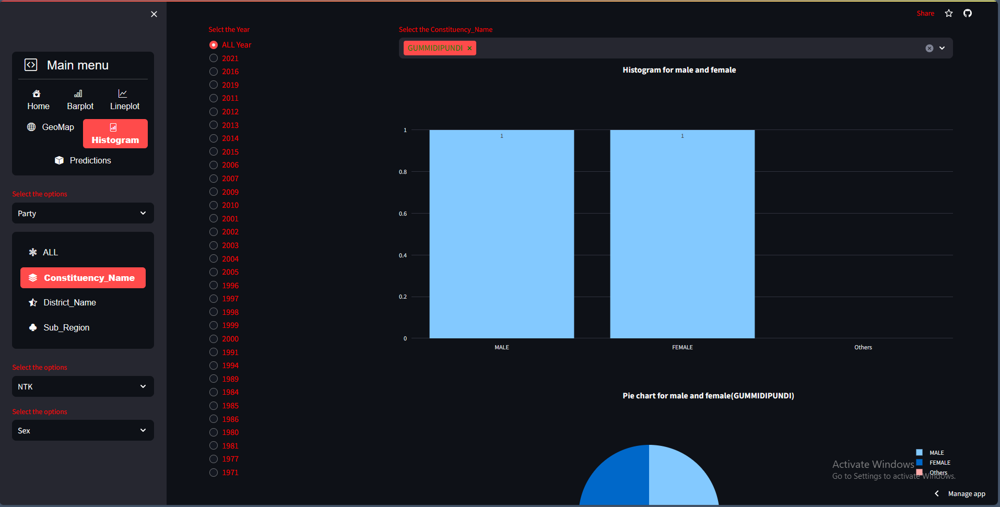 Main menu
Home
Barplot
Lineplot
GeoMap
Histogram
Predictions
Select the options
Party
ALL
Constituency_Name
District_Name
Sub_Region
Select the options
NTK
Select the options
Sex
Selct the Year
ALL Year
2021
2016
2019
2011
2012
2013
2014
2015
2006
2007
2009
2010
2001
2002
2003
2004
2005
1996
1997
1998
1999
2000
1991
1994
1989
1984
1985
1986
1980
1981
1977
1971
Share
Select the Constituency_Name
GUMMIDIPUNDI
Histogram for male and female
1
0.8
0.6
0.4
0.2
0
1
1
MALE
FEMALE
Others
Pie chart for male and female(GUMMIDIPUNDI)
MALE
FEMALE
Others
Activate Windows
Go to Settings to activate Windows.
Manage app